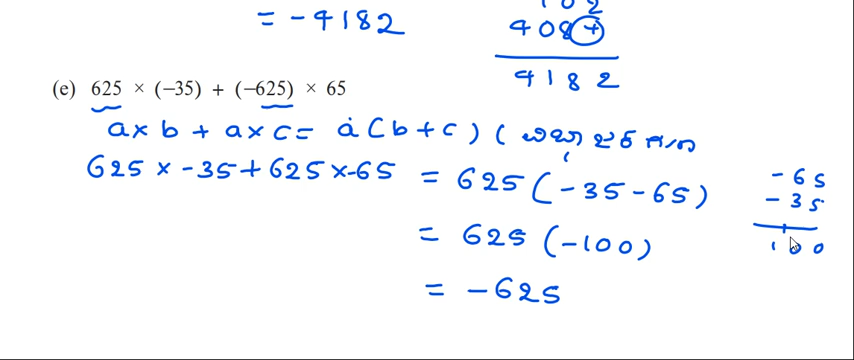 102
= -4182
408+
4182
(e) 625 × (−35) + (−625) × 65
a×b + a×c = a(b+c) (
625 × -35 + 625 × -65 = 625 (-35-65)
-65
-35
100
= 625 (-100)
= -625